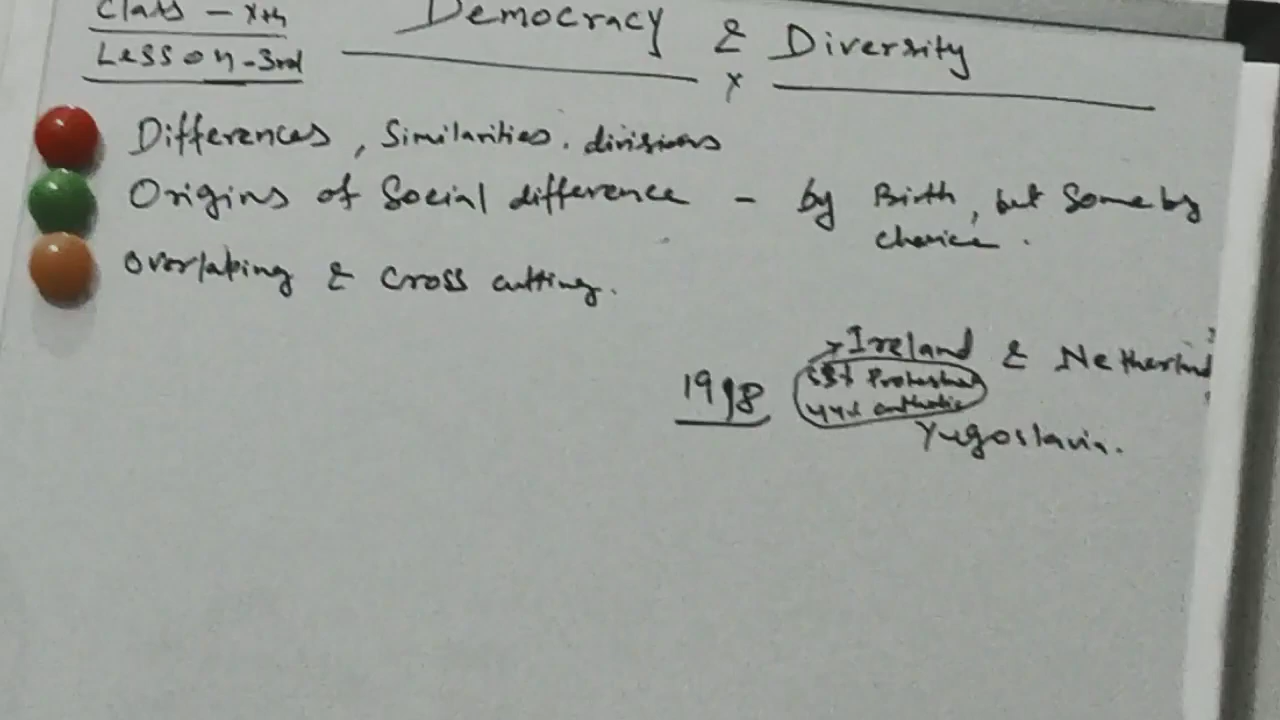 Class - Xth
Lesson - 3rd
Democracy & Diversity
x
Differences, Similarities, divisions
Origins of Social difference - by Birth, but Some by
choice.
Overlaping & Cross cutting.
Ireland & Netherland
1998
53% Protestant
44% catholic
Yugoslavia.